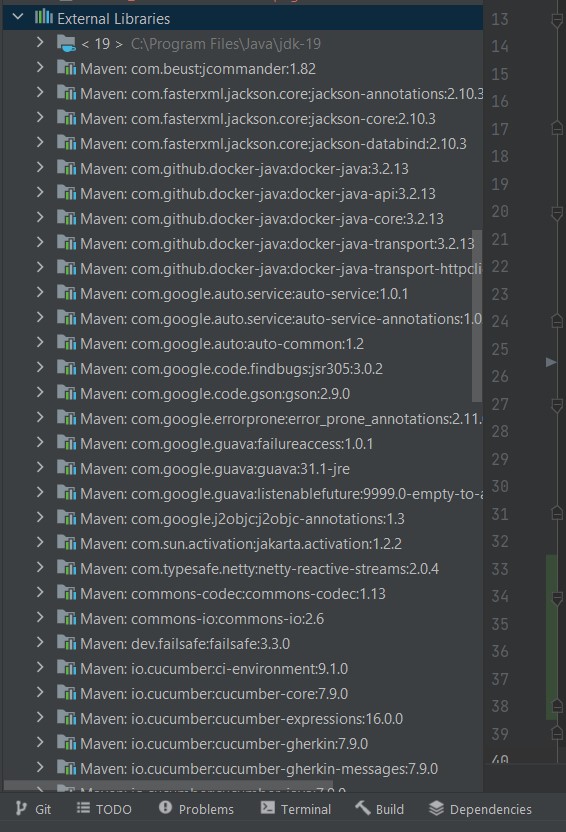 External Libraries
< 19 > C:\Program Files\Java\jdk-19
Maven: com.beust:jcommander:1.82
Maven: com.fasterxml.jackson.core:jackson-annotations:2.10.3
Maven: com.fasterxml.jackson.core:jackson-core:2.10.3
Maven: com.fasterxml.jackson.core:jackson-databind:2.10.3
Maven: com.github.docker-java:docker-java:3.2.13
Maven: com.github.docker-java:docker-java-api:3.2.13
Maven: com.github.docker-java:docker-java-core:3.2.13
Maven: com.github.docker-java:docker-java-transport:3.2.13
Maven: com.github.docker-java:docker-java-transport-httpcli
Maven: com.google.auto.service:auto-service:1.0.1
Maven: com.google.auto.service:auto-service-annotations:1.0
Maven: com.google.auto:auto-common:1.2
Maven: com.google.code.findbugs:jsr305:3.0.2
Maven: com.google.code.gson:gson:2.9.0
Maven: com.google.errorprone:error_prone_annotations:2.11.
Maven: com.google.guava:failureaccess:1.0.1
Maven: com.google.guava:guava:31.1-jre
Maven: com.google.guava:listenablefuture:9999.0-empty-to-a
Maven: com.google.j2objc:j2objc-annotations:1.3
Maven: com.sun.activation:jakarta.activation:1.2.2
Maven: com.typesafe.netty:netty-reactive-streams:2.0.4
Maven: commons-codec:commons-codec:1.13
Maven: commons-io:commons-io:2.6
Maven: dev.failsafe:failsafe:3.3.0
Maven: io.cucumber:ci-environment:9.1.0
Maven: io.cucumber:cucumber-core:7.9.0
Maven: io.cucumber:cucumber-expressions:16.0.0
Maven: io.cucumber:cucumber-gherkin:7.9.0
Maven: io.cucumber:cucumber-gherkin-messages:7.9.0
13
14
15
16
17
18
19
20
21
22
23
24
25
26
27
28
29
30
31
32
33
34
35
36
37
38
39
40
Git TODO Problems Terminal Build Dependencies